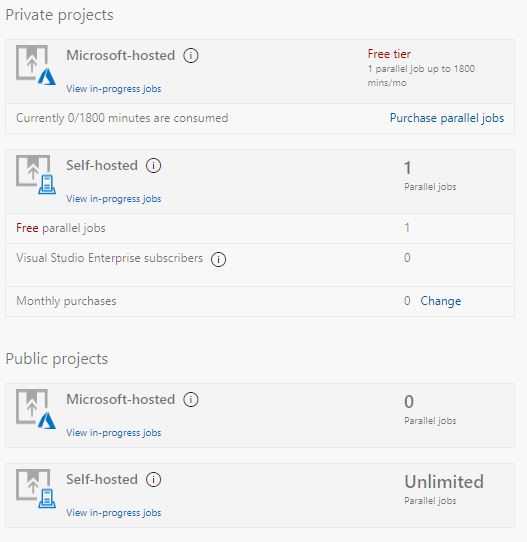 Private projects
Microsoft-hosted
Free tier
1 parallel job up to 1800
mins/mo
View in-progress jobs
Currently 0/1800 minutes are consumed
Purchase parallel jobs
Self-hosted
1
Parallel jobs
View in-progress jobs
Free parallel jobs
1
Visual Studio Enterprise subscribers
0
Monthly purchases
0 Change
Public projects
Microsoft-hosted
0
Parallel jobs
View in-progress jobs
Self-hosted
Unlimited
Parallel jobs
View in-progress jobs